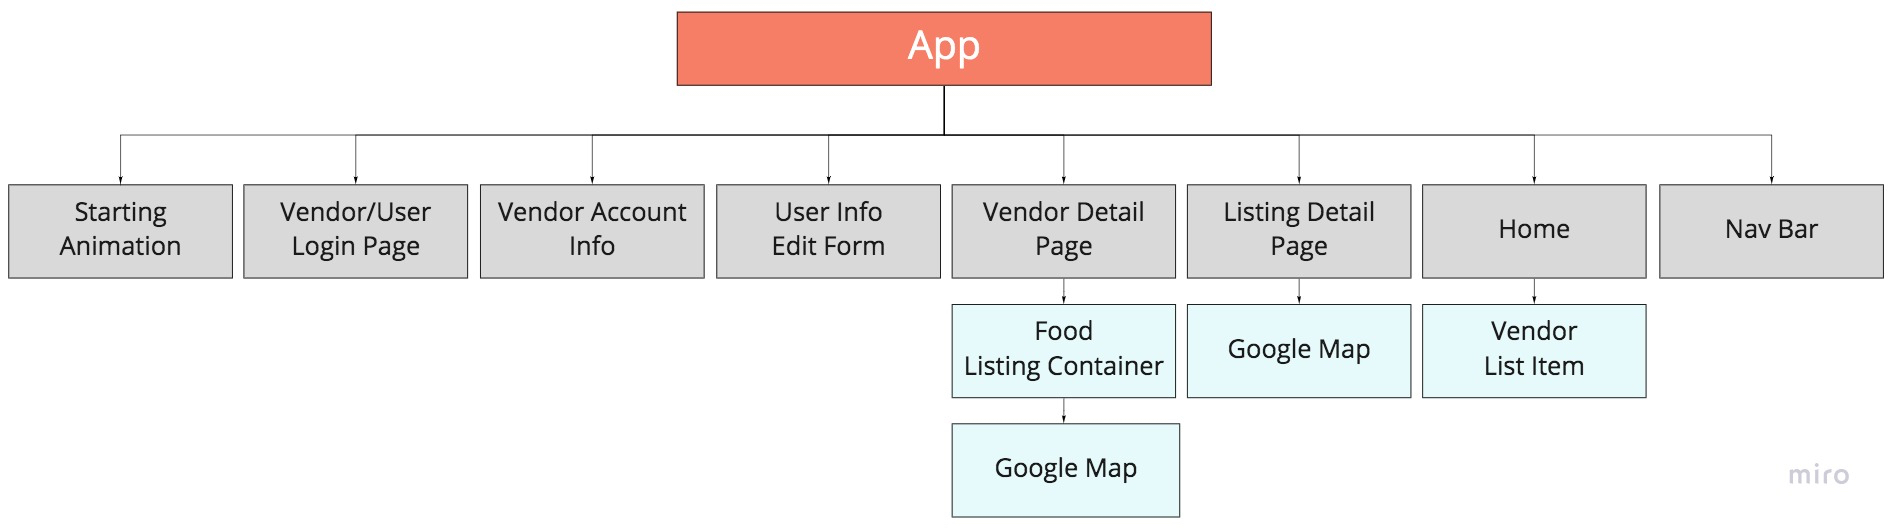 App
Starting
Animation
Vendor/User
Login Page
Vendor Account
Info
User Info
Edit Form
Vendor Detail
Page
Listing Detail
Page
Home
Nav Bar
Food
Listing Container
Google Map
Vendor
List Item
Google Map
miro